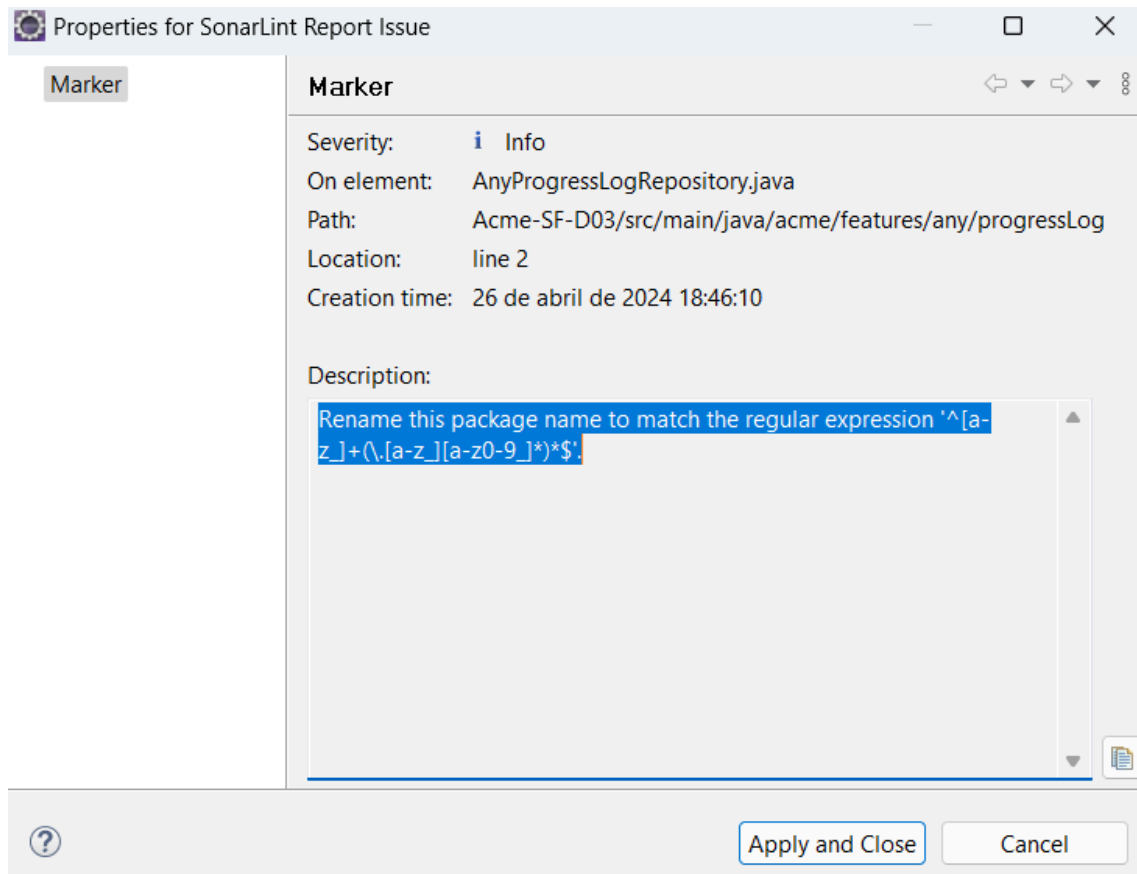 Properties for SonarLint Report Issue
Marker
Marker
Severity: i Info
On element: AnyProgressLogRepository.java
Path: Acme-SF-D03/src/main/java/acme/features/any/progressLog
Location: line 2
Creation time: 26 de abril de 2024 18:46:10
Description:
Rename this package name to match the regular expression '^[a-
z_]+(\.[a-z_][a-z0-9_]*)*$'.
?
Apply and Close Cancel